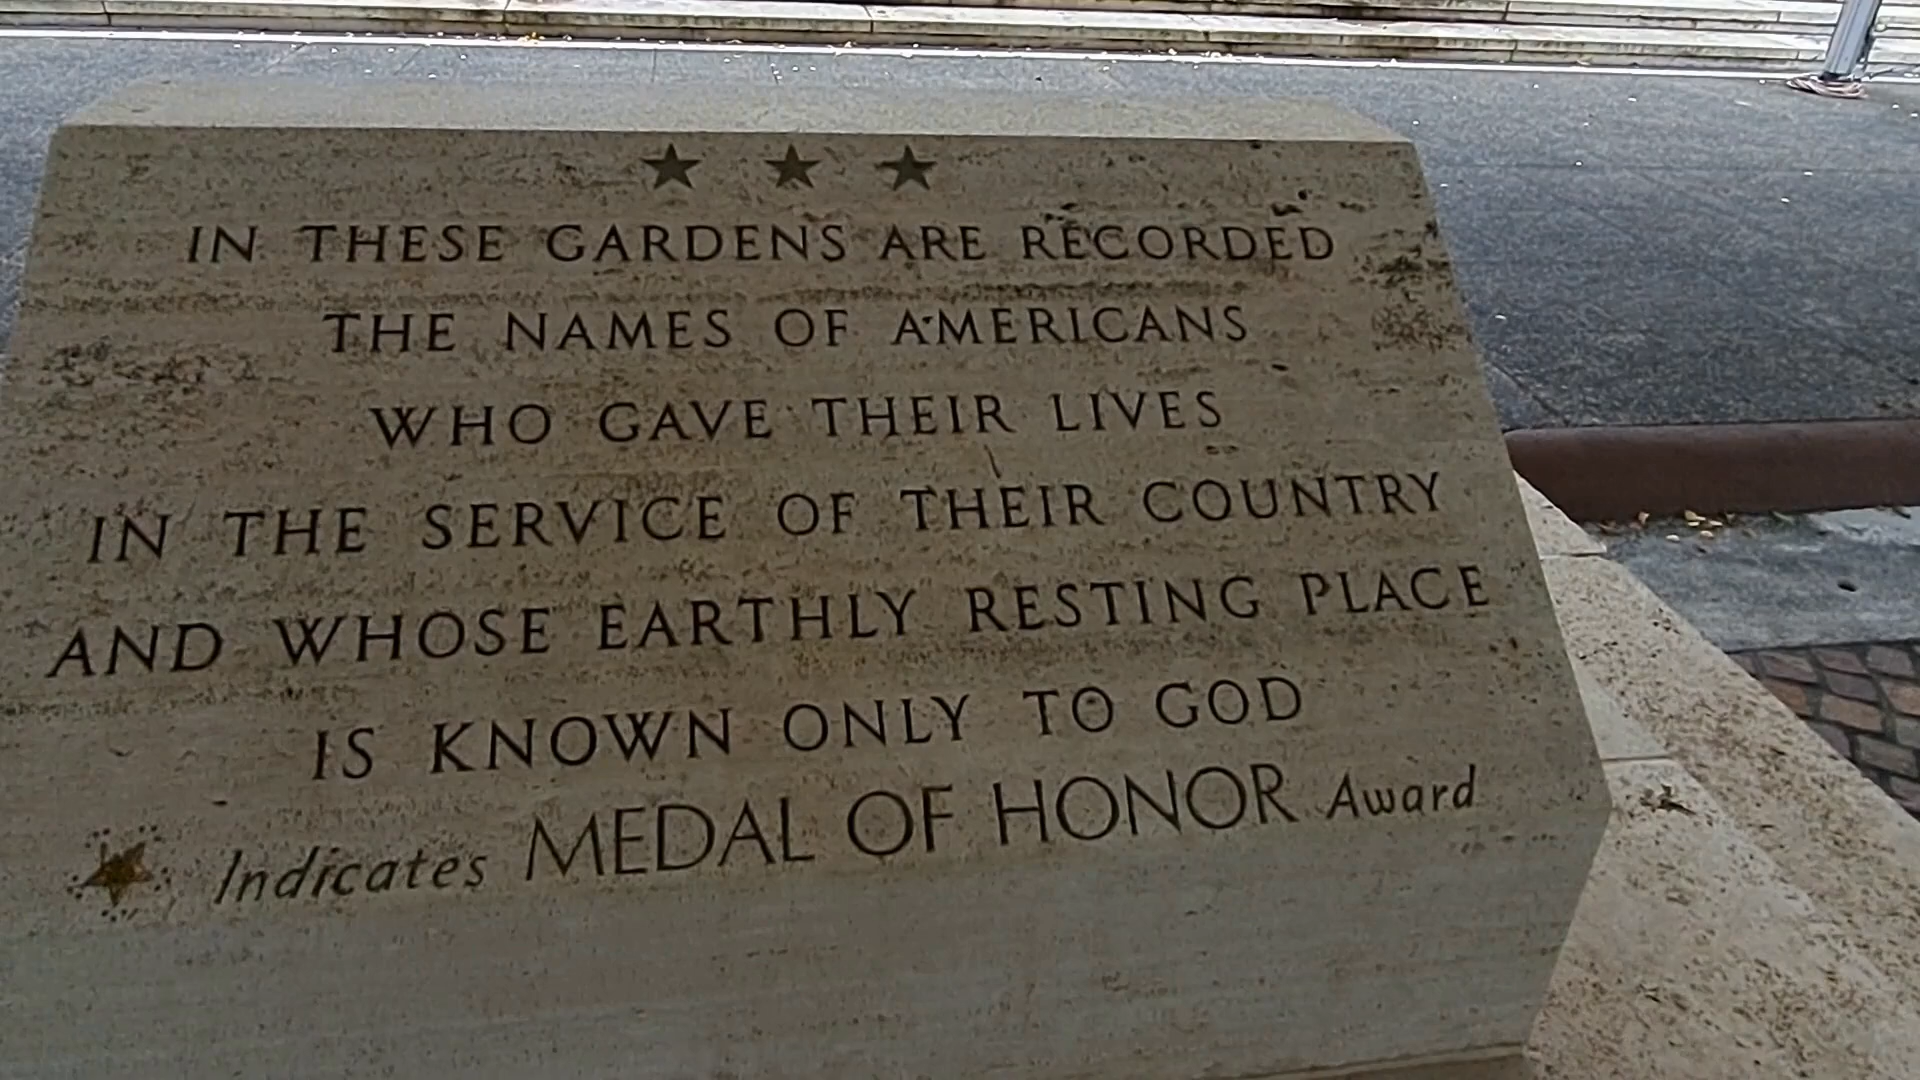 IN THESE GARDENS ARE RECORDED
THE NAMES OF AMERICANS
WHO GAVE THEIR LIVES
IN THE SERVICE OF THEIR COUNTRY
AND WHOSE EARTHLY RESTING PLACE
IS KNOWN ONLY TO GOD
Indicates MEDAL OF HONOR Award